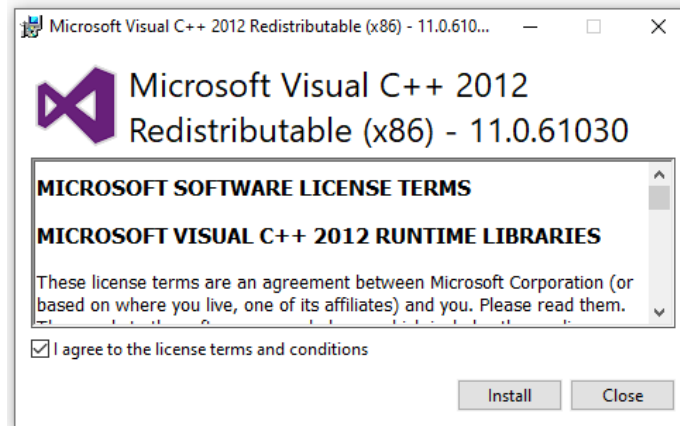 Microsoft Visual C++ 2012 Redistributable (x86) - 11.0.610...
Microsoft Visual C++ 2012
Redistributable (x86) - 11.0.61030
MICROSOFT SOFTWARE LICENSE TERMS
MICROSOFT VISUAL C++ 2012 RUNTIME LIBRARIES
These license terms are an agreement between Microsoft Corporation (or
based on where you live, one of its affiliates) and you. Please read them.
I agree to the license terms and conditions
Install Close